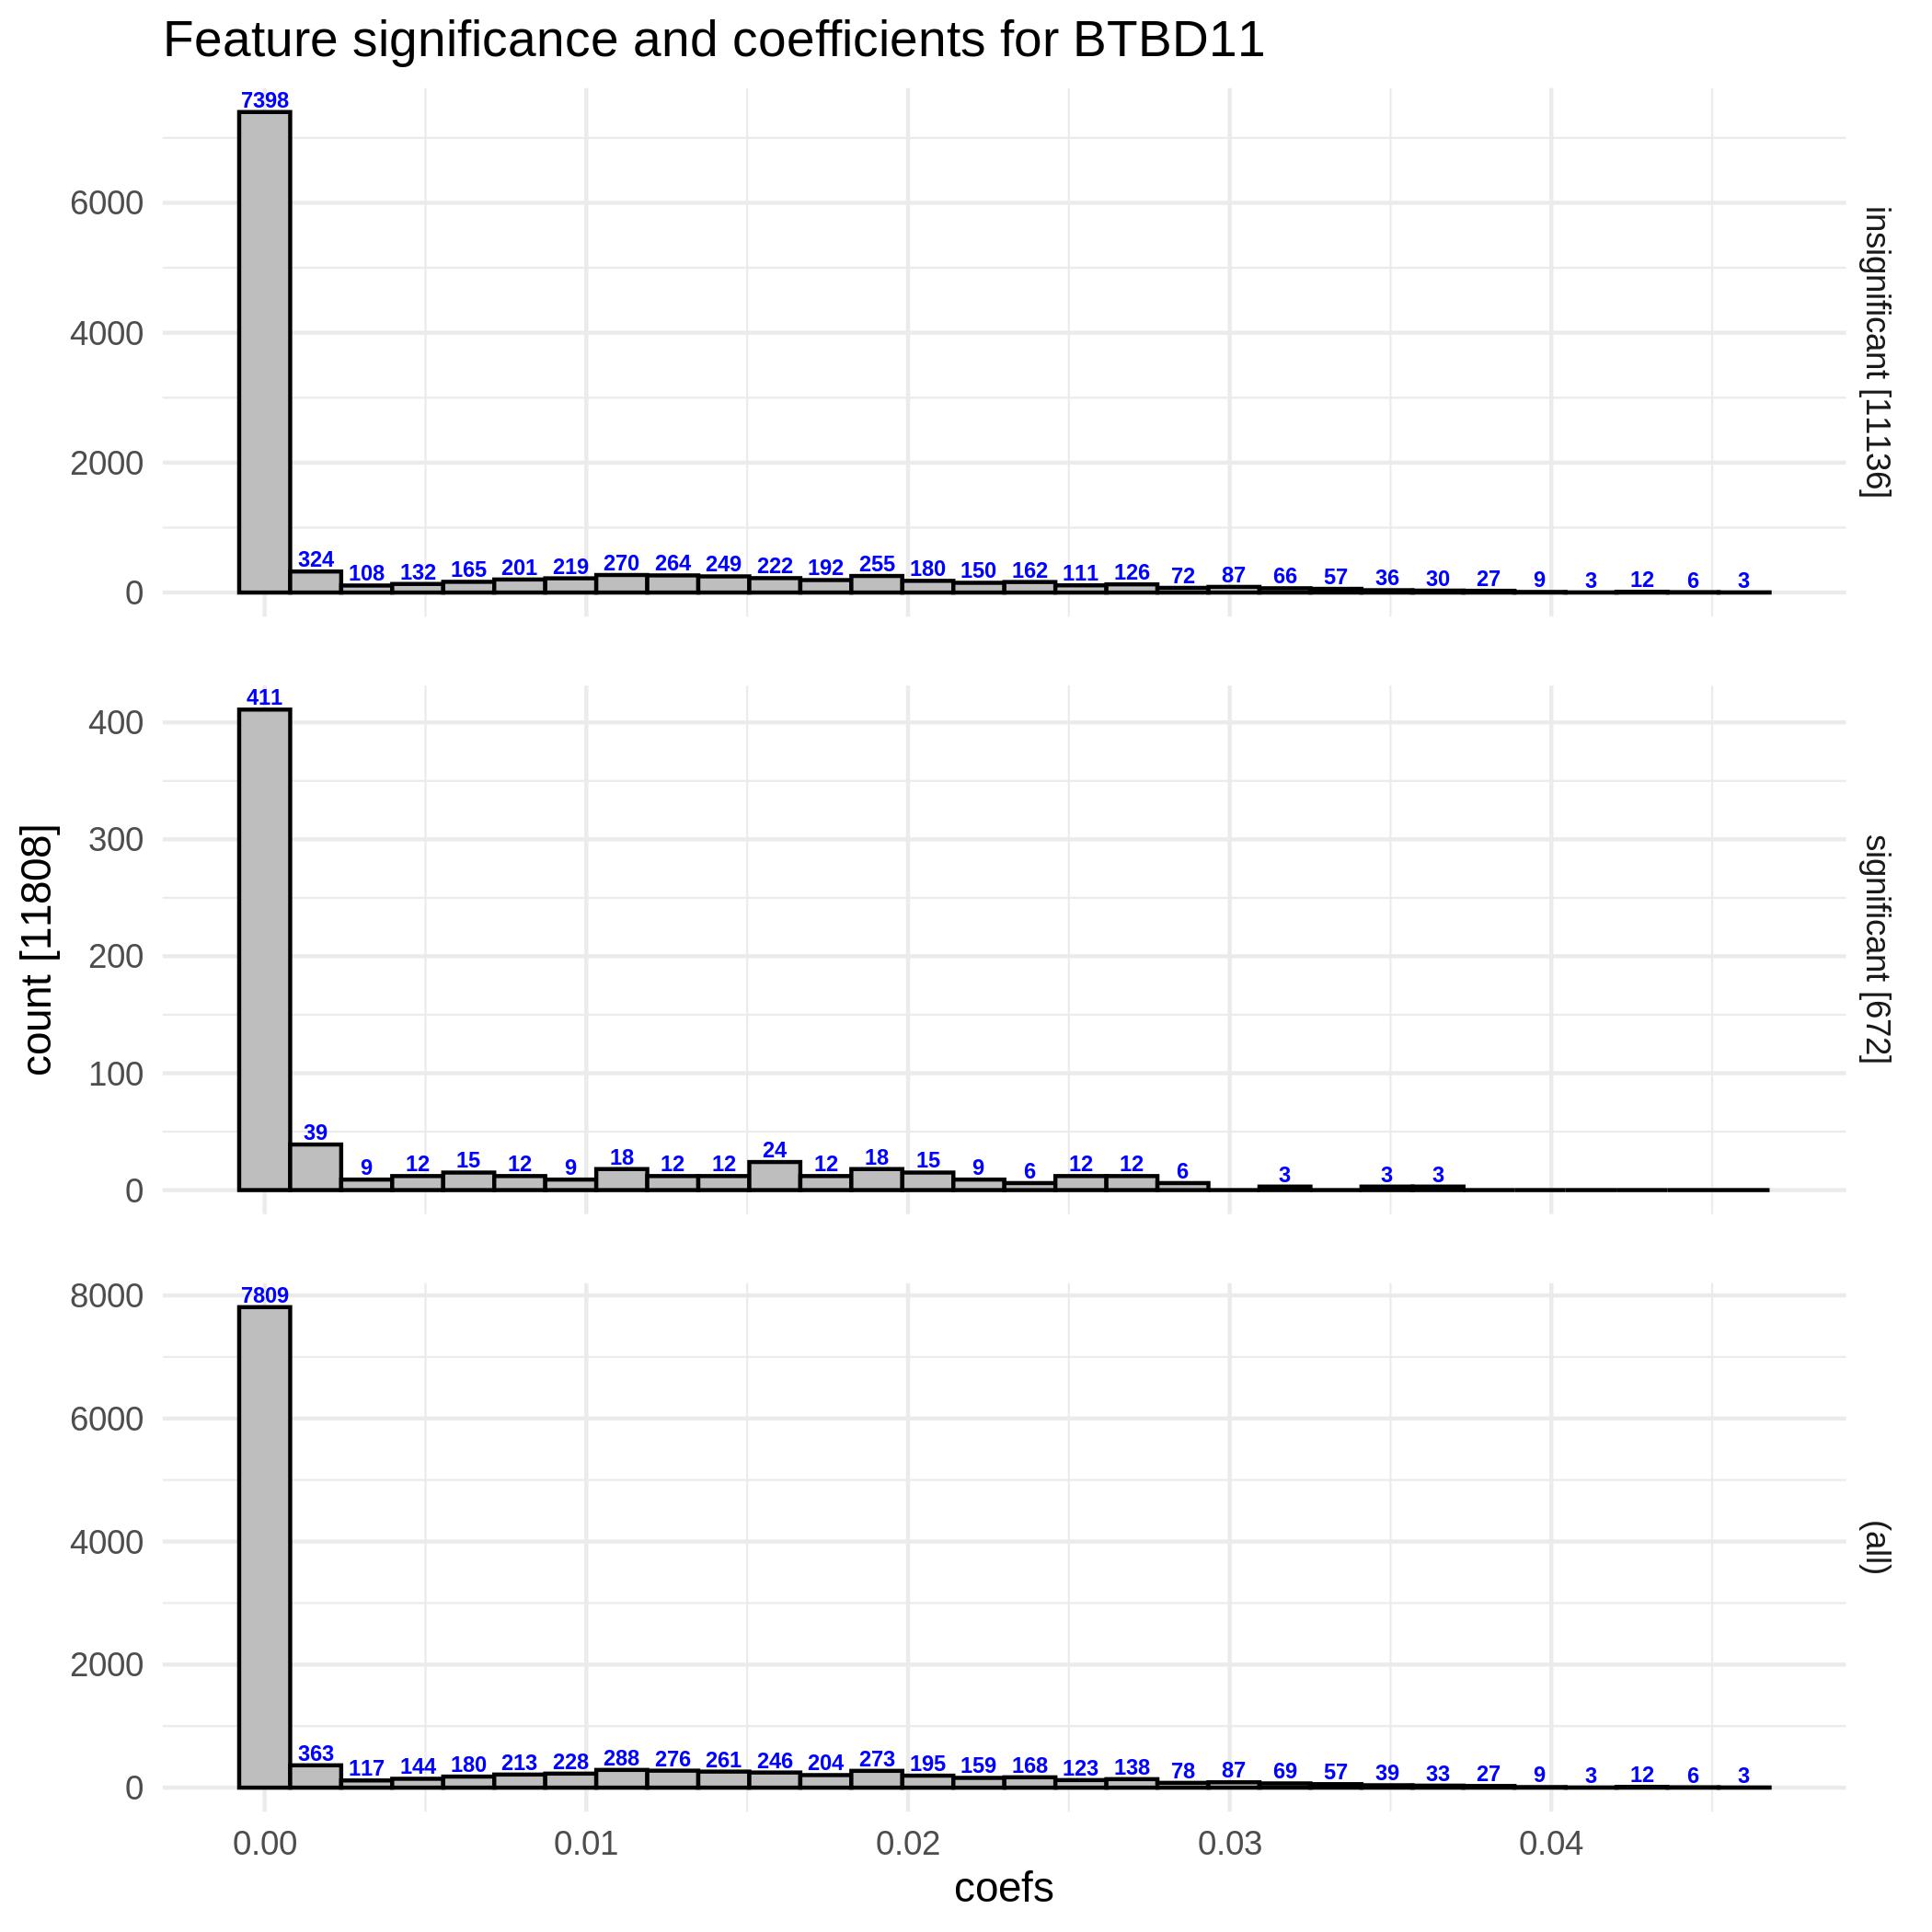 Feature significance and coefficients for BTBD11
7398
324 108 132 165 201 219 270 264 249 222 192 255 180 150 162 111 126 72 87 66 57 36 30 27 9 3 12 6 3
6000
4000
2000
0
insignificant [11136]
411
39 9 12 15 12 9 18 12 12 24 12 18 15 9 6 12 12 6 3 3 3
400
300
200
100
0
significant [672]
count [11808]
7809
363 117 144 180 213 228 288 276 261 246 204 273 195 159 168 123 138 78 87 69 57 39 33 27 9 3 12 6 3
8000
6000
4000
2000
0
(all)
0.00 0.01 0.02 0.03 0.04
coefs